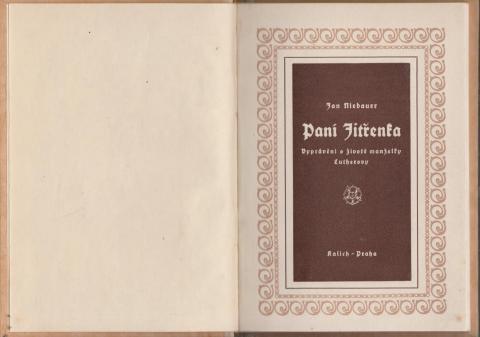 Jan Niebauer
Paní Jitřenka
Vyprávění o životě manželky
Lutherovy
Kalich - Praha